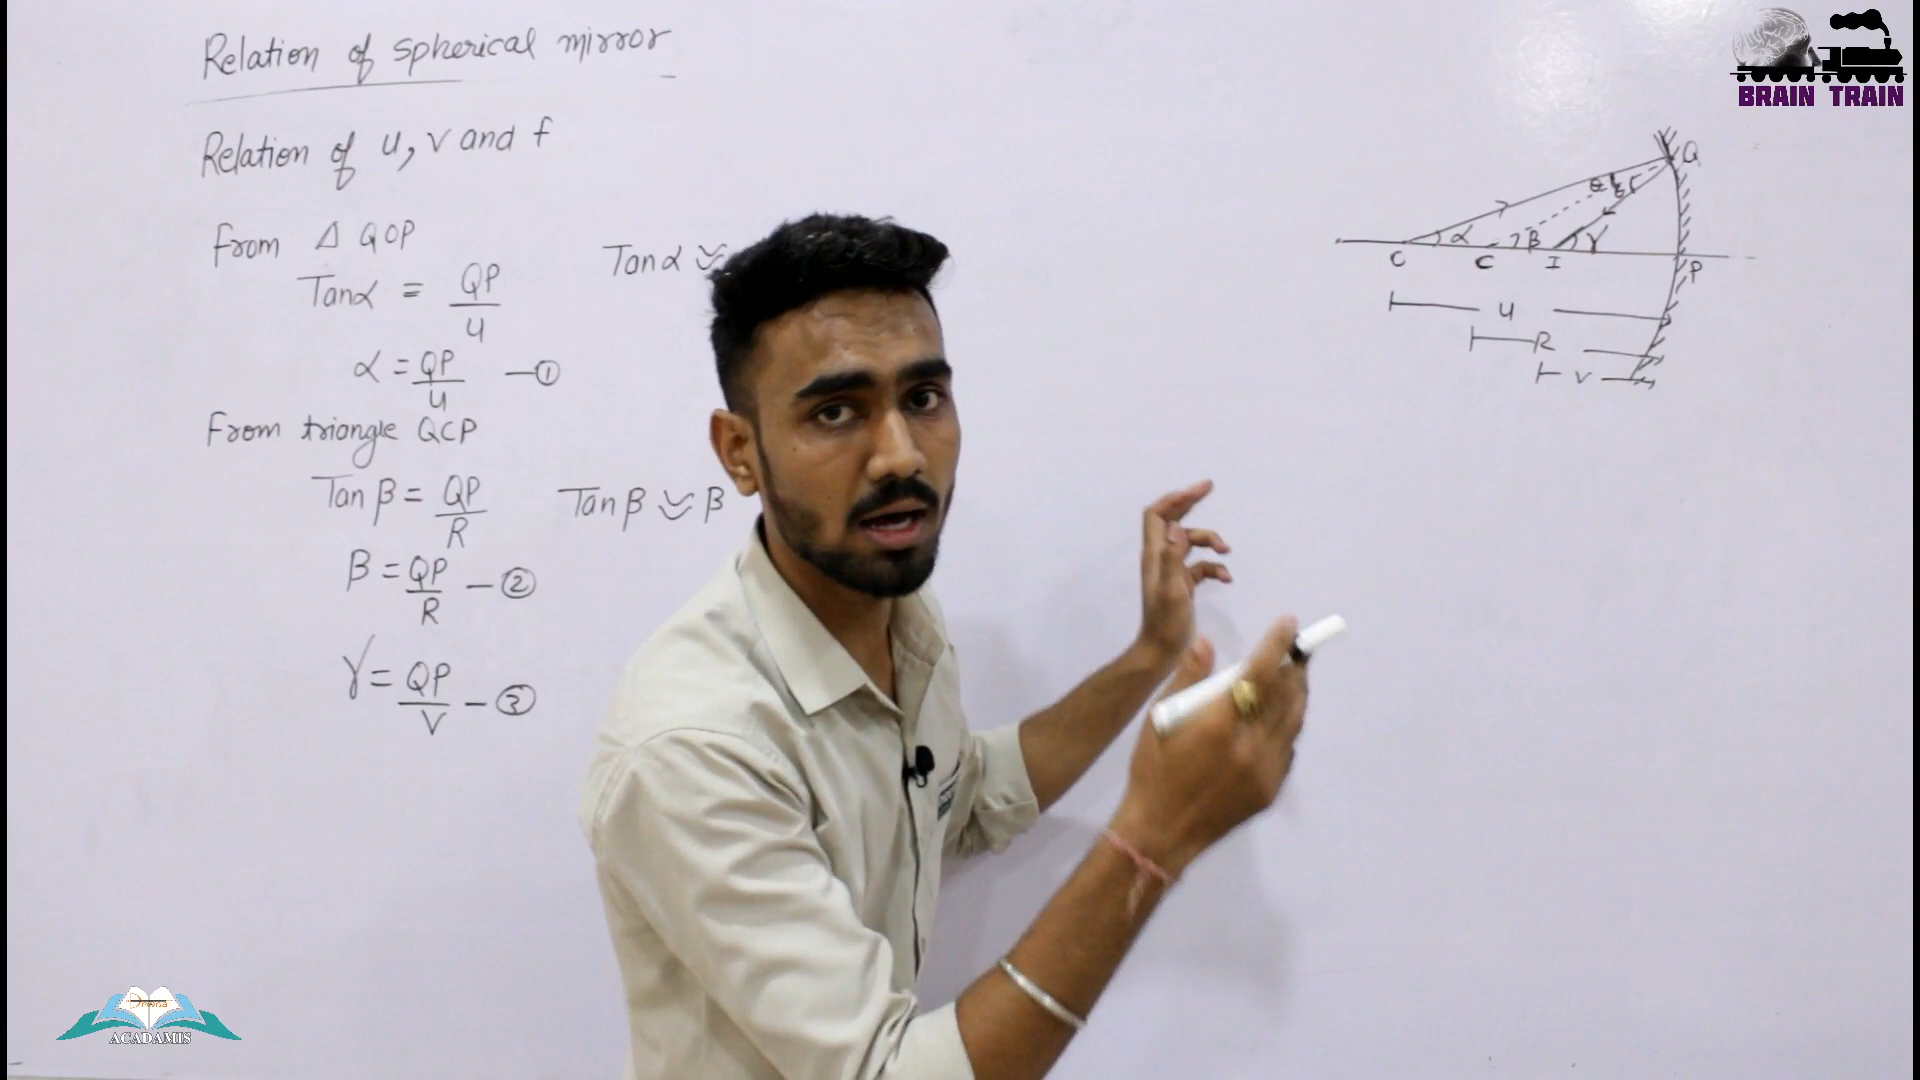 Relation of spherical mirror
Relation of u, v and f
From Δ QOP
Tanα = QP/u
Tanα ≈
α = QP/u — ①
From triangle QCP
Tan β = QP/R
Tan β ≈ β
β = QP/R — ②
γ = QP/V — ③
Q
α
β
γ
C I
P
u
R
v
BRAIN TRAIN
ACADAMIS